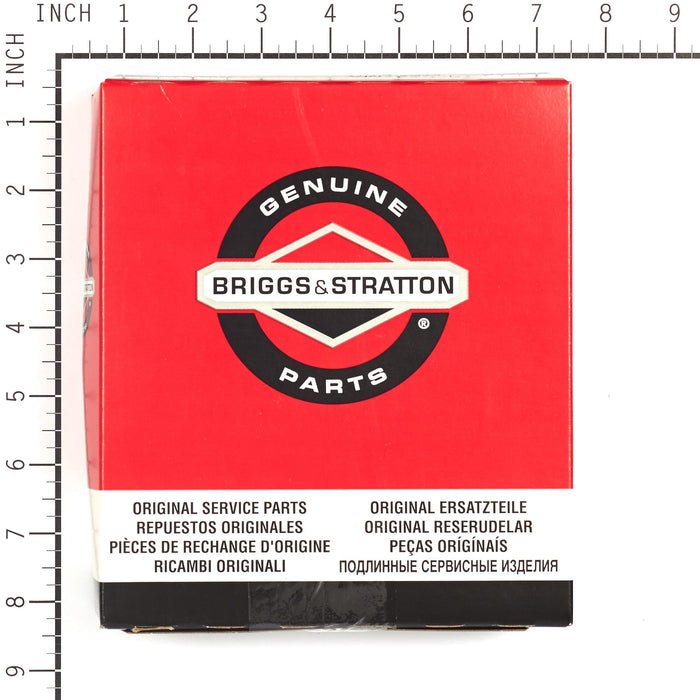 INCH 1 2 3 4 5 6 7 8 9
INCH
1
2
3
4
5
6
7
8
9
GENUINE
BRIGGS & STRATTON
®
PARTS
ORIGINAL SERVICE PARTS
REPUESTOS ORIGINALES
PIÈCES DE RECHANGE D'ORIGINE
RICAMBI ORIGINALI
ORIGINAL ERSATZTEILE
ORIGINAL RESERUDELAR
PEÇAS ORÍGÍNAÍS
ПОДЛИННЫЕ СЕРВИСНЫЕ ИЗДЕЛИЯ